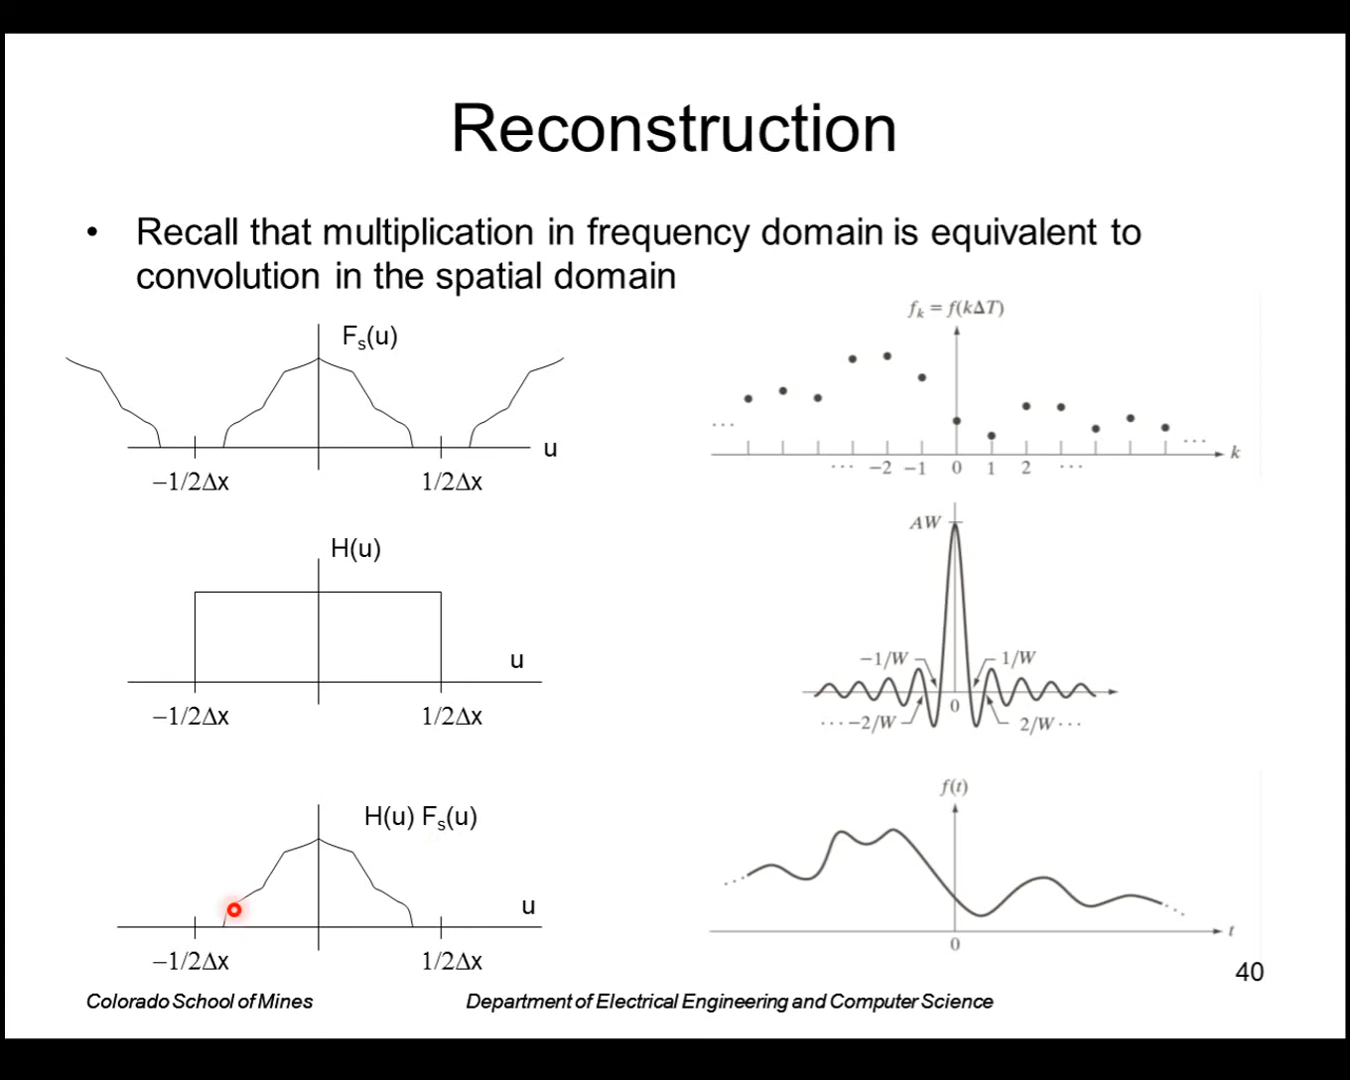 Reconstruction
• Recall that multiplication in frequency domain is equivalent to
convolution in the spatial domain
Fs(u)
u
−1/2Δx
1/2Δx
fk = f(kΔT)
...
...
k
... −2 −1 0 1 2 ...
H(u)
u
−1/2Δx
1/2Δx
AW
−1/W
1/W
0
...−2/W
2/W...
H(u) Fs(u)
u
−1/2Δx
1/2Δx
f(t)
...
...
t
0
40
Colorado School of Mines
Department of Electrical Engineering and Computer Science